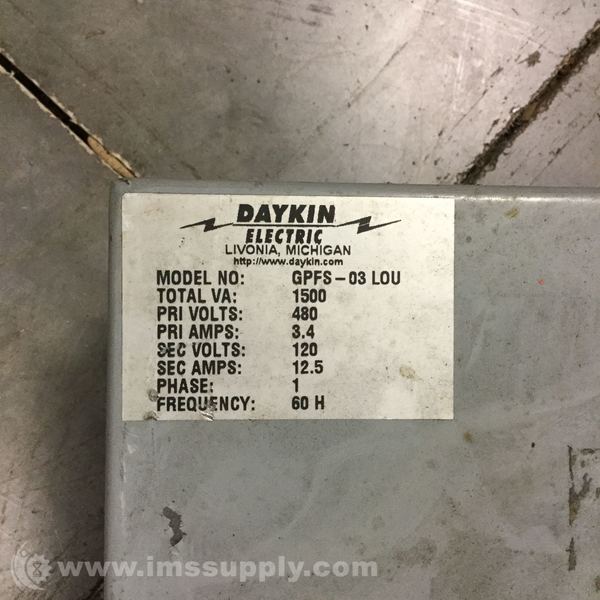 DAYKIN
ELECTRIC
LIVONIA, MICHIGAN
http://www.daykin.com
MODEL NO: GPFS-03 LOU
TOTAL VA: 1500
PRI VOLTS: 480
PRI AMPS: 3.4
SEC VOLTS: 120
SEC AMPS: 12.5
PHASE: 1
FREQUENCY: 60 H
www.imssupply.com